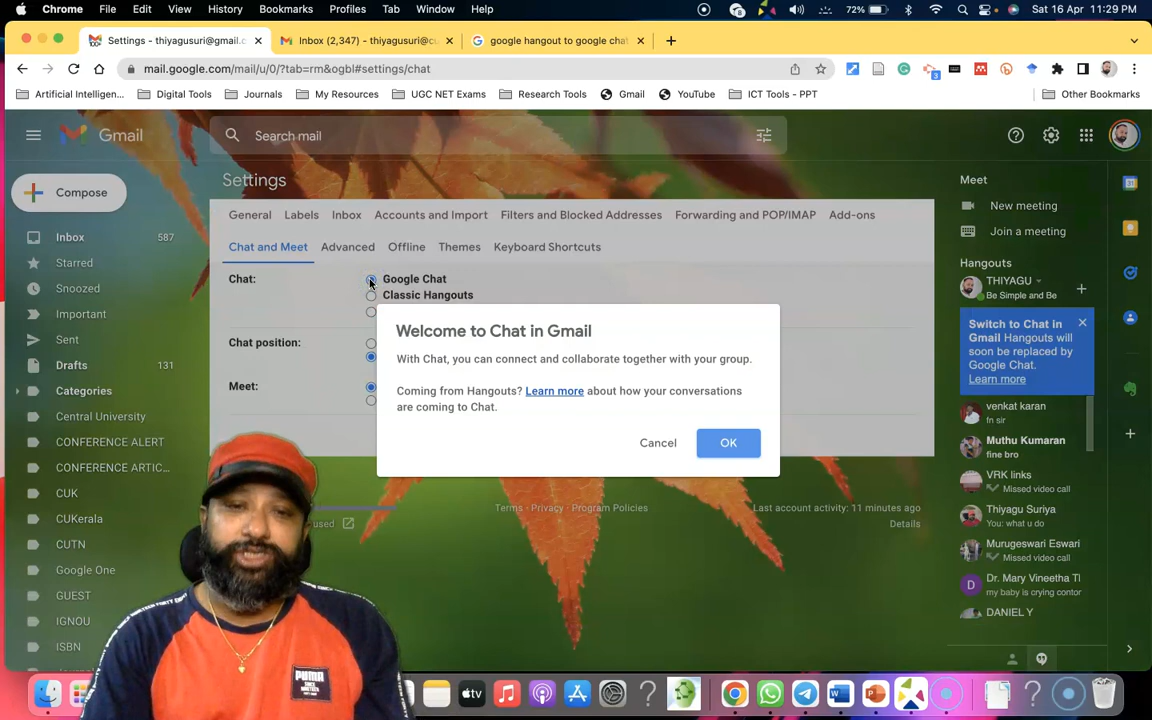 Chrome File Edit View History Bookmarks Profiles Tab Window Help 72% Sat 16 Apr 11:29 PM
Settings - thiyagusuri@gmail.c Inbox (2,347) - thiyagusuri@cu google hangout to google chat
mail.google.com/mail/u/0/?tab=rm&ogbl#settings/chat
Artificial Intelligen... Digital Tools Journals My Resources UGC NET Exams Research Tools Gmail YouTube ICT Tools - PPT Other Bookmarks
Gmail
Search mail
Compose
Inbox 587
Starred
Snoozed
Important
Sent
Drafts 131
Categories
Central University
CONFERENCE ALERT
CONFERENCE ARTIC...
CUK
CUKerala
CUTN
Google One
GUEST
IGNOU
ISBN
Settings
General Labels Inbox Accounts and Import Filters and Blocked Addresses Forwarding and POP/IMAP Add-ons
Chat and Meet Advanced Offline Themes Keyboard Shortcuts
Chat:
Google Chat
Classic Hangouts
Chat position:
Meet:
Welcome to Chat in Gmail
With Chat, you can connect and collaborate together with your group.
Coming from Hangouts? Learn more about how your conversations
are coming to Chat.
Cancel OK
used
Terms · Privacy · Program Policies
Last account activity: 11 minutes ago
Details
Meet
New meeting
Join a meeting
Hangouts
THIYAGU
Be Simple and Be
Switch to Chat in
Gmail Hangouts will
soon be replaced by
Google Chat.
Learn more
venkat karan
fn sir
Muthu Kumaran
fine bro
VRK links
Missed video call
Thiyagu Suriya
You: what u do
Murugeswari Eswari
Missed video call
D
Dr. Mary Vineetha Tl
my baby is crying contor
DANIEL Y
PUMA
tv